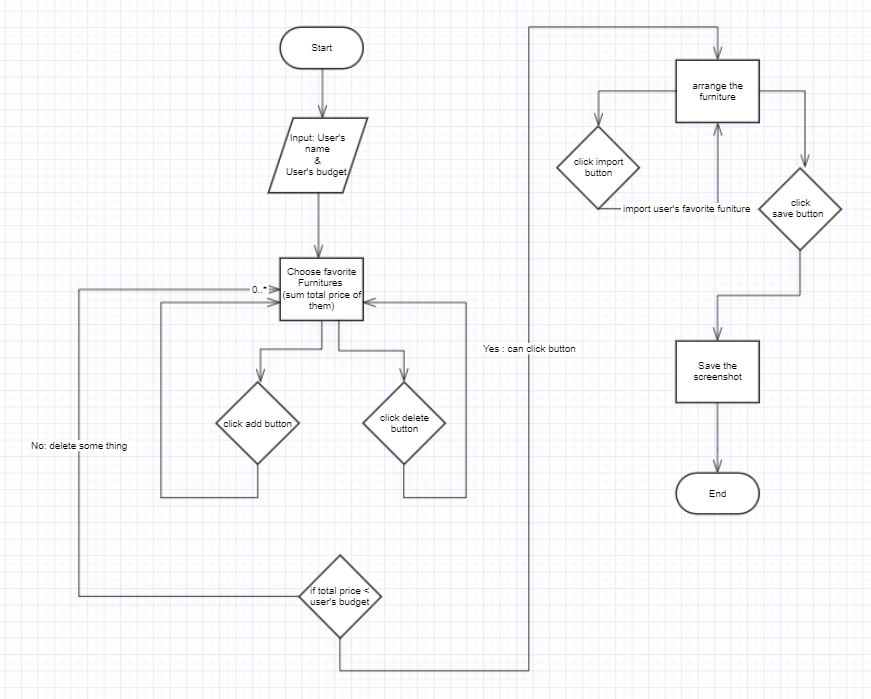 Start
Input: User's
name
&
User's budget
Choose favorite
Furnitures
(sum total price of
them)
0..*
click add button
click delete
button
No: delete some thing
if total price <
user's budget
Yes : can click button
arrange the
furniture
click import
button
import user's favorite funiture
click
save button
Save the
screenshot
End